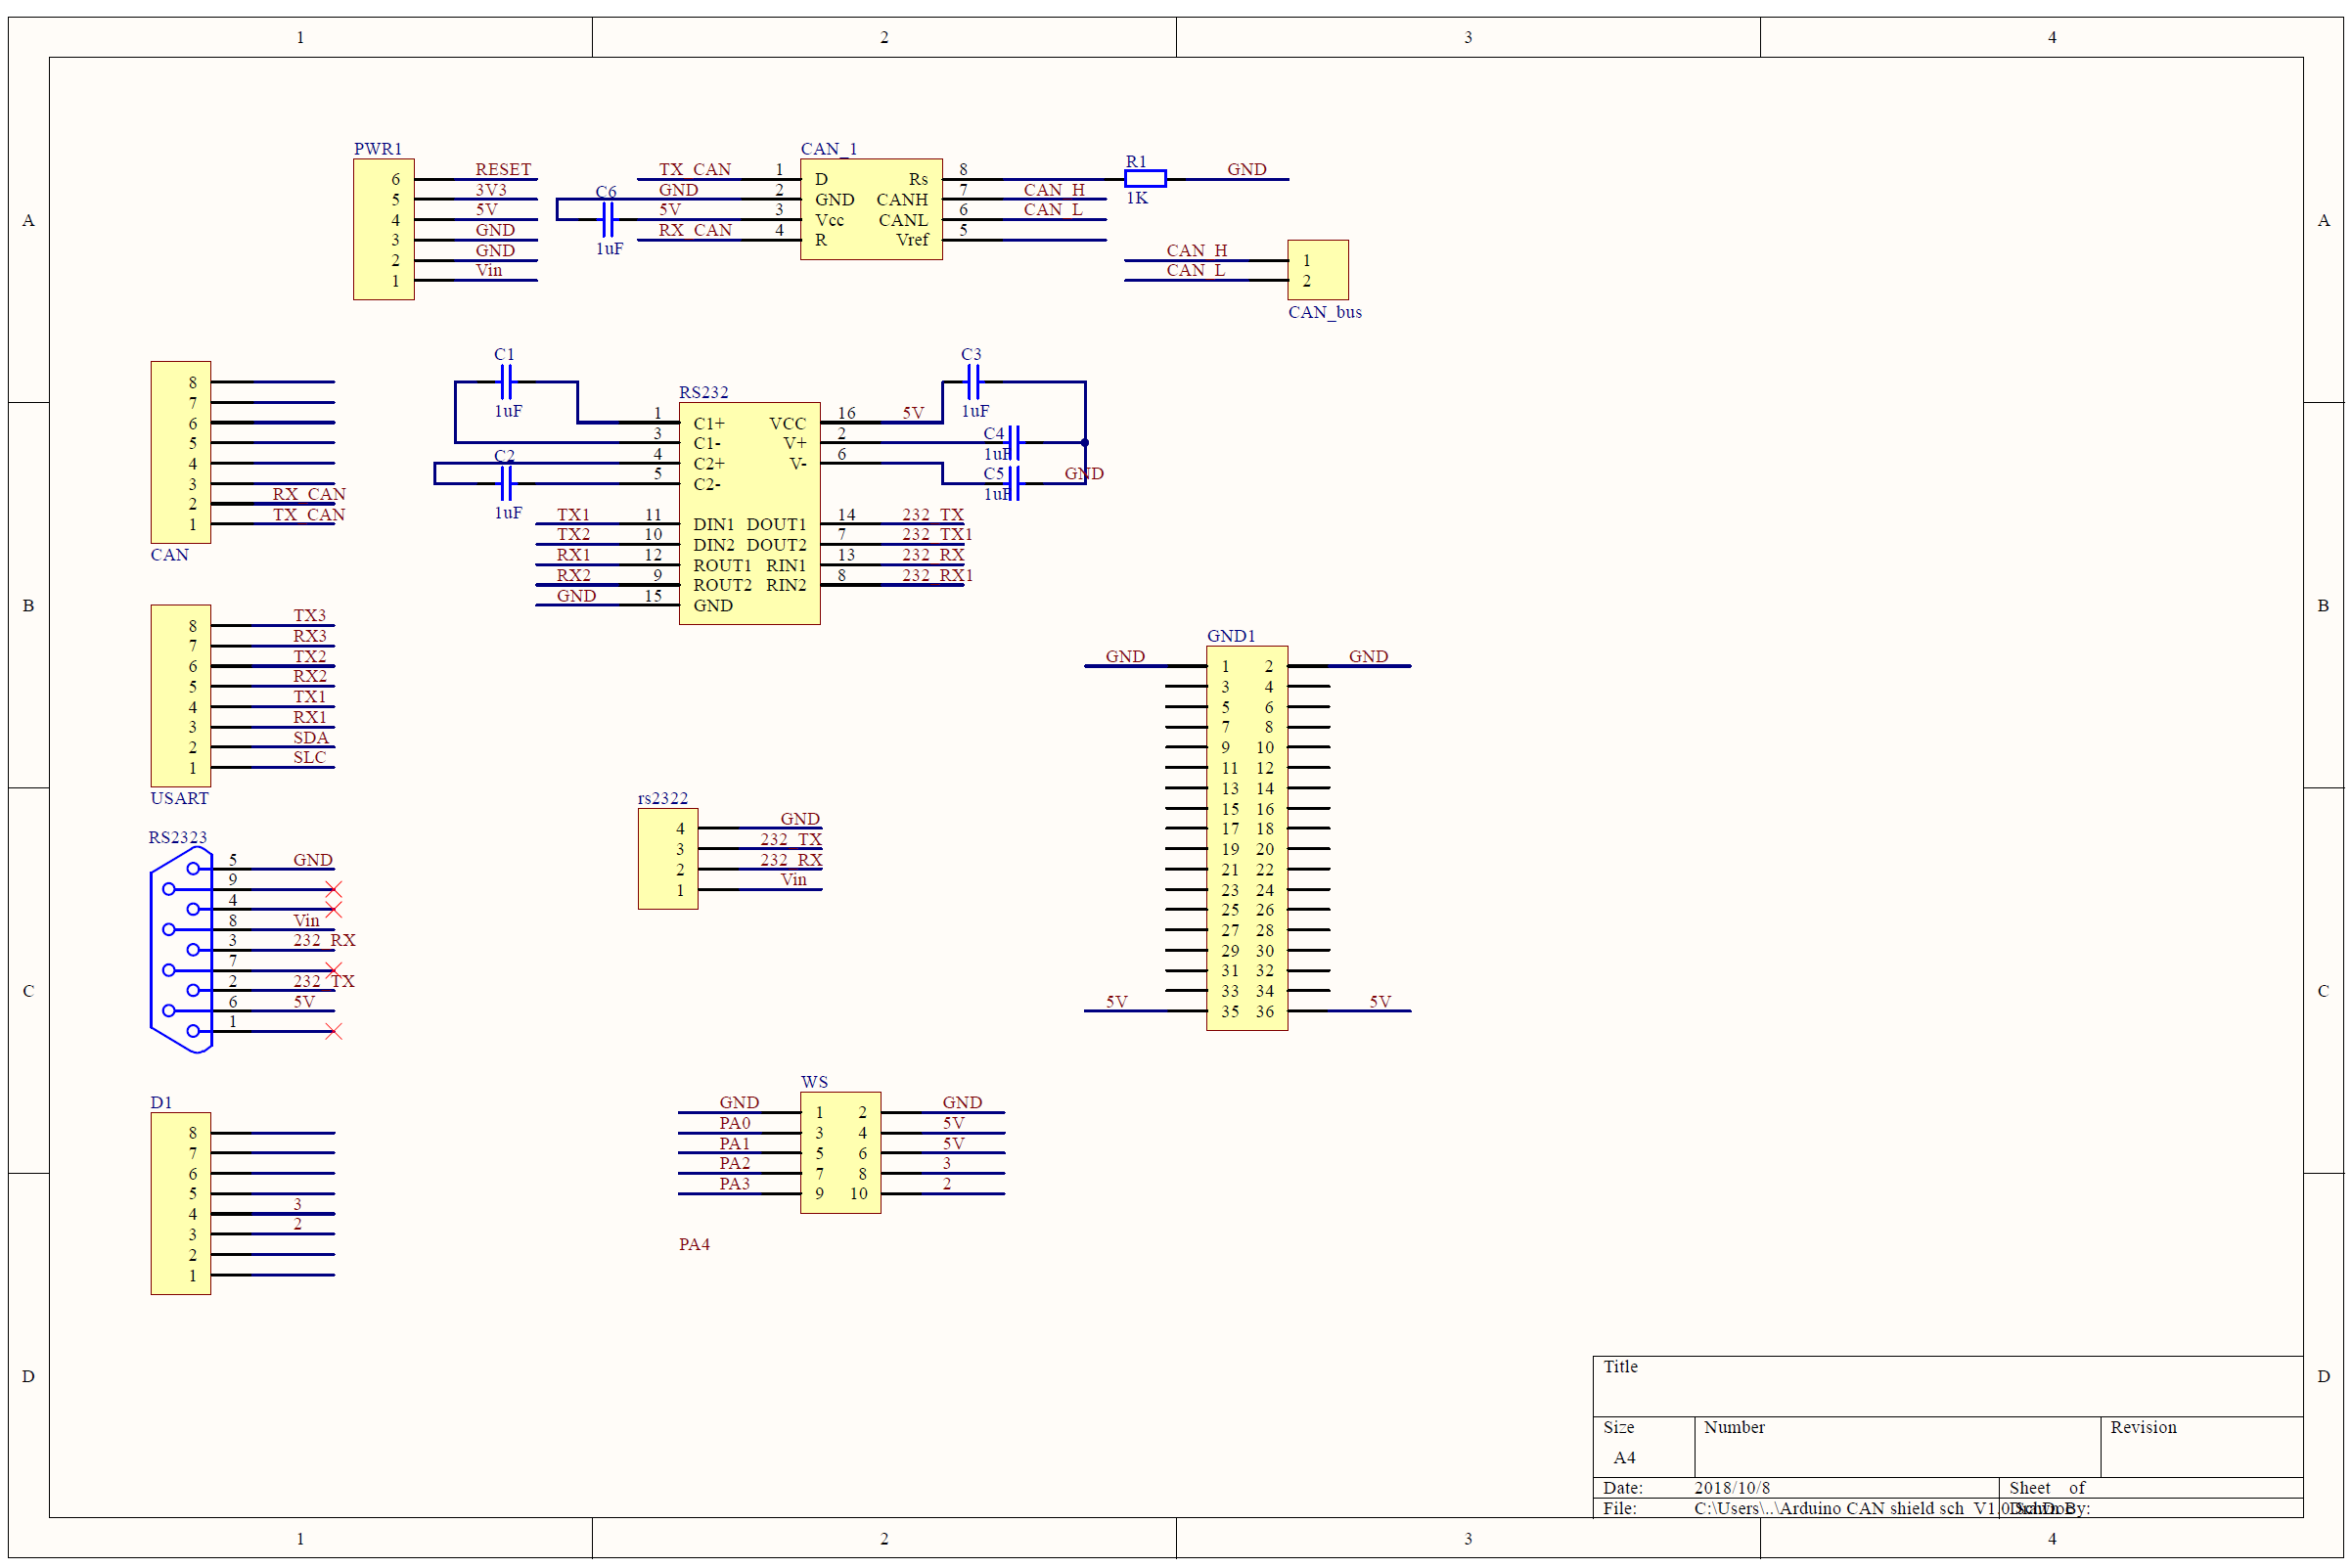 1 2 3 4
A A
B B
C C
D D
PWR1
6 RESET
5 3V3
4 5V
3 GND
2 GND
1 Vin
CAN_1
TX_CAN 1 D Rs 8
GND 2 GND CANH 7 CAN_H
5V 3 Vcc CANL 6 CAN_L
RX_CAN 4 R Vref 5
C6
1uF
R1
1K
GND
CAN_H 1
CAN_L 2
CAN_bus
8
7
6
5
4
3
2 RX_CAN
1 TX_CAN
CAN
C1
1uF
C2
1uF
C3
1uF
C4
1uF
C5
1uF
GND
RS232
1 C1+ VCC 16 5V
3 C1- V+ 2
4 C2+ V- 6
5 C2-
TX1 11 DIN1 DOUT1 14 232_TX
TX2 10 DIN2 DOUT2 7 232_TX1
RX1 12 ROUT1 RIN1 13 232_RX
RX2 9 ROUT2 RIN2 8 232_RX1
GND 15 GND
8 TX3
7 RX3
6 TX2
5 RX2
4 TX1
3 RX1
2 SDA
1 SLC
USART
GND1
GND 1 2 GND
3 4
5 6
7 8
9 10
11 12
13 14
15 16
17 18
19 20
21 22
23 24
25 26
27 28
29 30
31 32
33 34
5V 35 36 5V
rs2322
4 GND
3 232_TX
2 232_RX
1 Vin
RS2323
5 GND
9
4
8 Vin
3 232_RX
7
2 232_TX
6 5V
1
WS
GND 1 2 GND
PA0 3 4 5V
PA1 5 6 5V
PA2 7 8 3
PA3 9 10 2
PA4
D1
8
7
6
5
4 3
3 2
2
1
Title
Size Number Revision
A4
Date: 2018/10/8 Sheet of
File: C:\Users\..\Arduino CAN shield sch V1.0.SchDoc Drawn By:
1 2 3 4